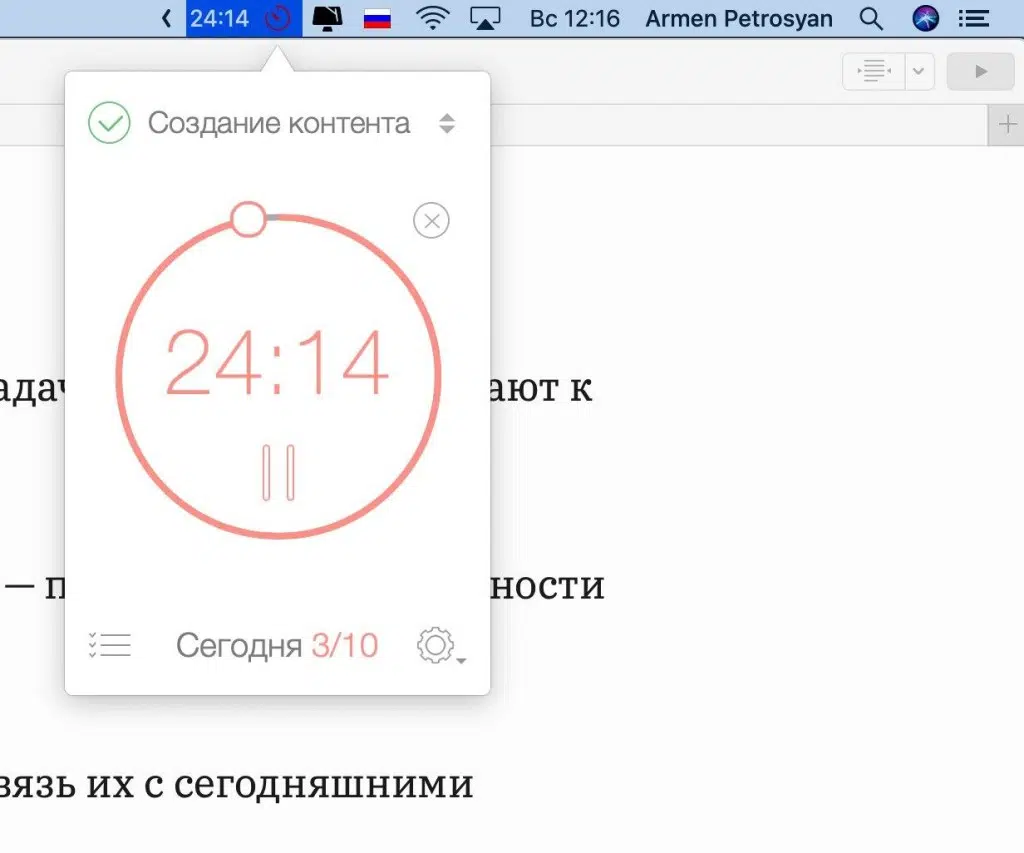 24:14 Вс 12:16 Armen Petrosyan
Создание контента
24:14
ают к
— п ности
Сегодня 3/10
вязь их с сегодняшними